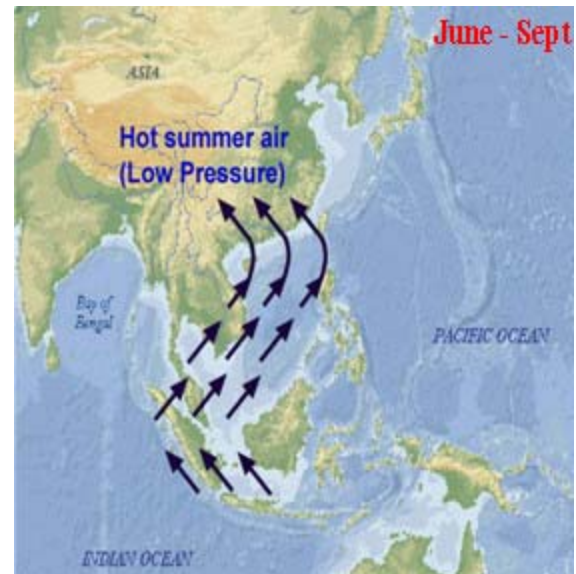 June - Sept
ASIA
Hot summer air
(Low Pressure)
Bay of
Bengal
PACIFIC OCEAN
INDIAN OCEAN